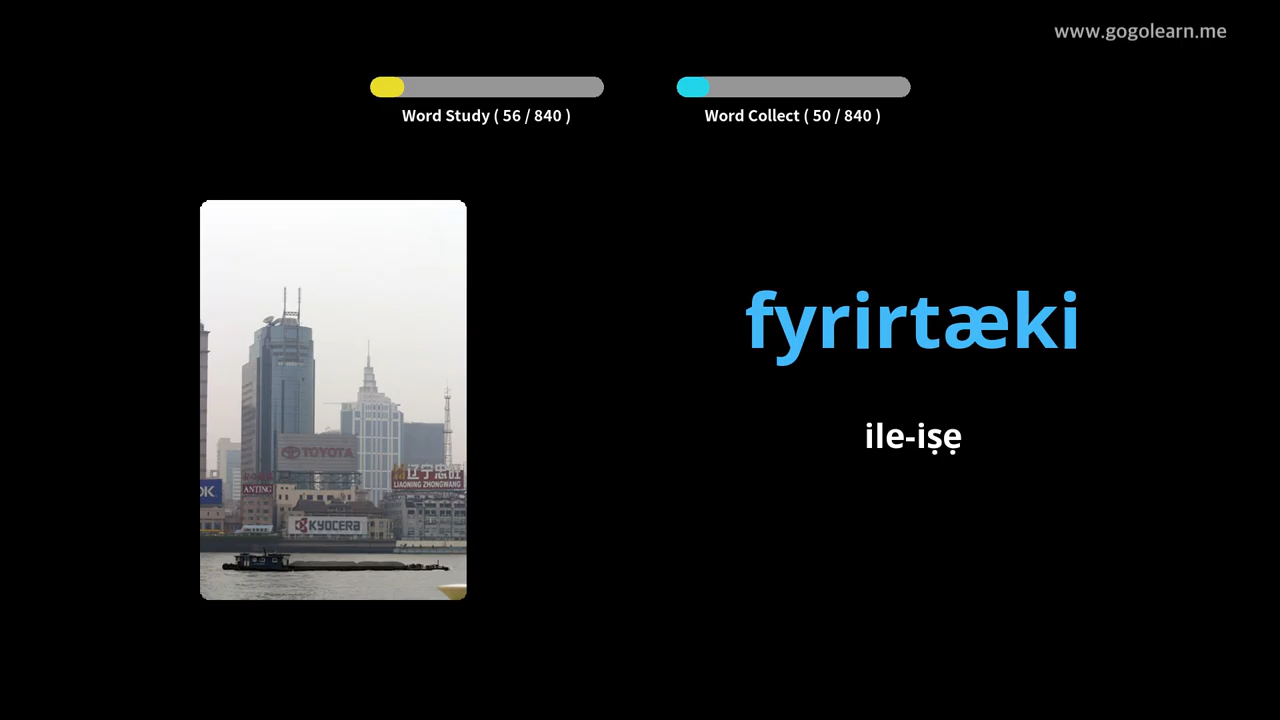 www.gogolearn.me
Word Study ( 56 / 840 )
Word Collect ( 50 / 840 )
fyrirtæki
ile-iṣẹ
TOYOTA
辽宁忠旺
LIAONING ZHONGWANG
OK
ANTING
KYOCERA